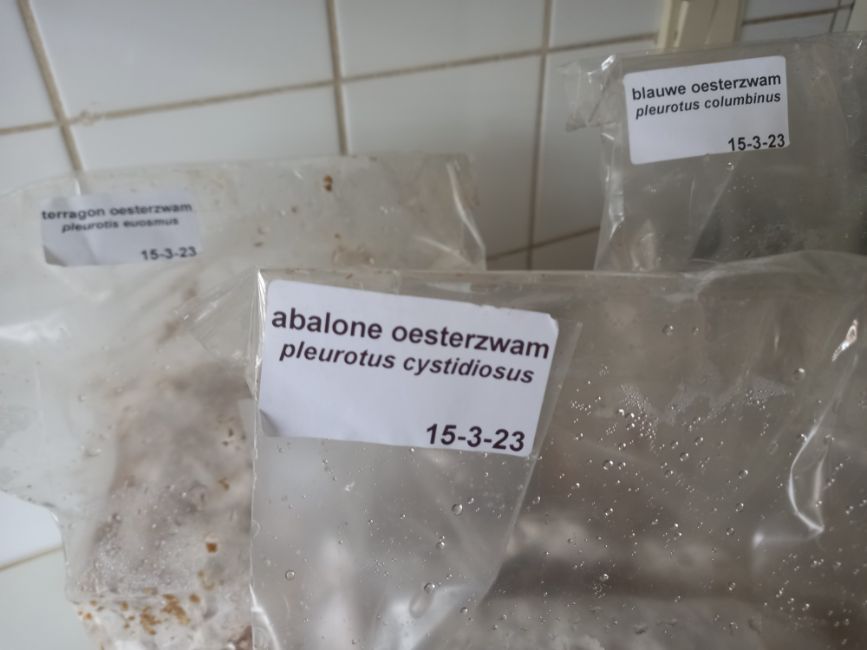 terragon oesterzwam
pleurotis euosmus
15-3-23
abalone oesterzwam
pleurotus cystidiosus
15-3-23
blauwe oesterzwam
pleurotus columbinus
15-3-23